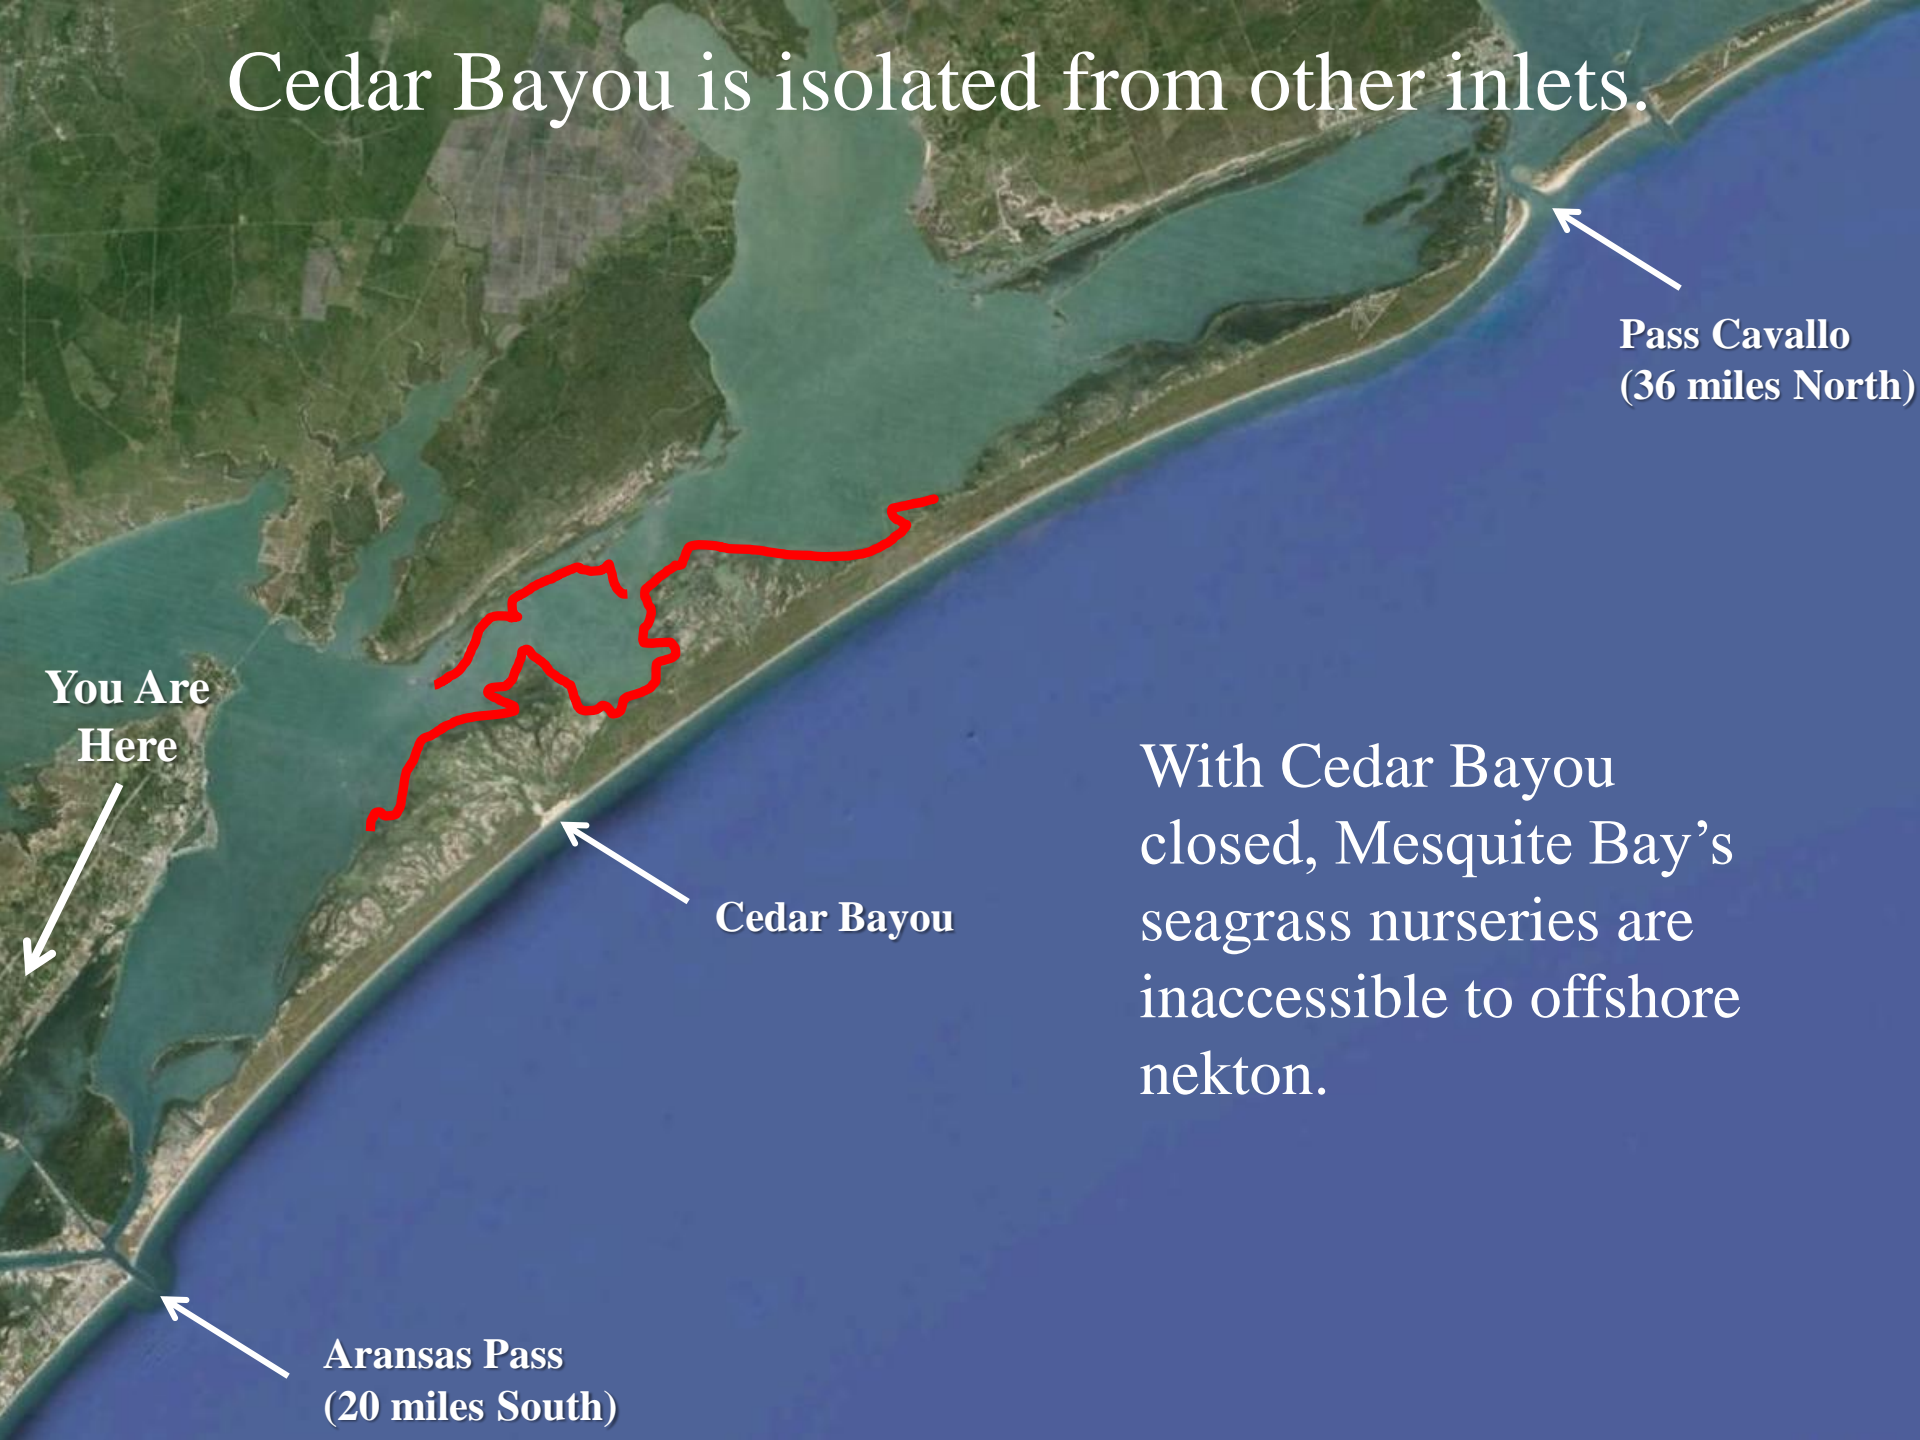 Cedar Bayou is isolated from other inlets.
Pass Cavallo
(36 miles North)
You Are
Here
With Cedar Bayou
closed, Mesquite Bay’s
seagrass nurseries are
inaccessible to offshore
nekton.
Cedar Bayou
Aransas Pass
(20 miles South)